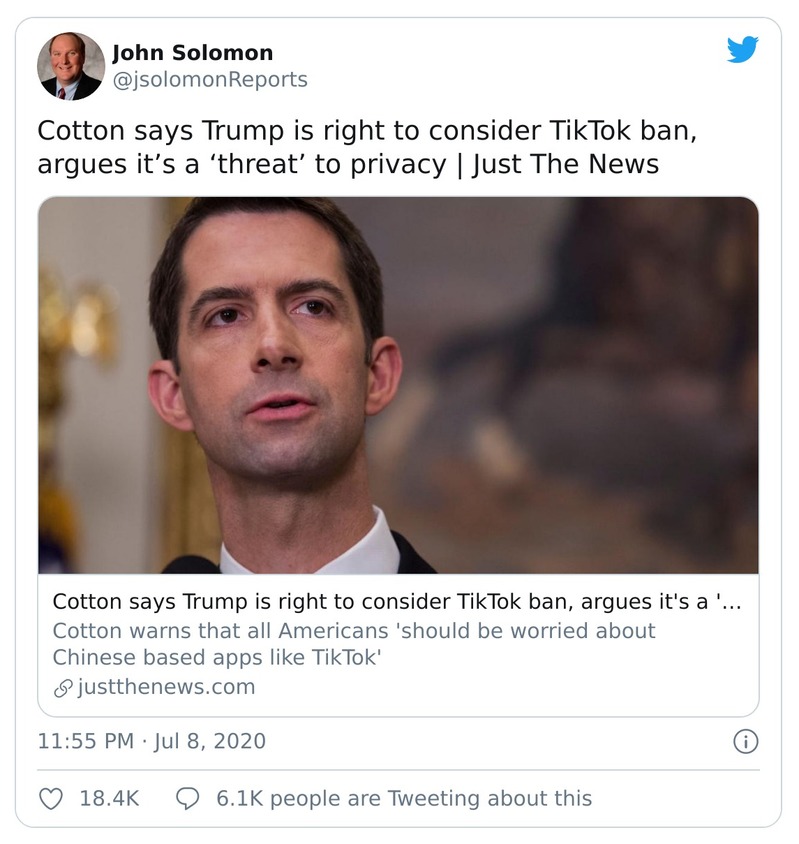 John Solomon
@jsolomonReports
Cotton says Trump is right to consider TikTok ban,
argues it’s a ‘threat’ to privacy | Just The News
Cotton says Trump is right to consider TikTok ban, argues it's a '...
Cotton warns that all Americans 'should be worried about
Chinese based apps like TikTok'
justthenews.com
11:55 PM · Jul 8, 2020
18.4K
6.1K people are Tweeting about this